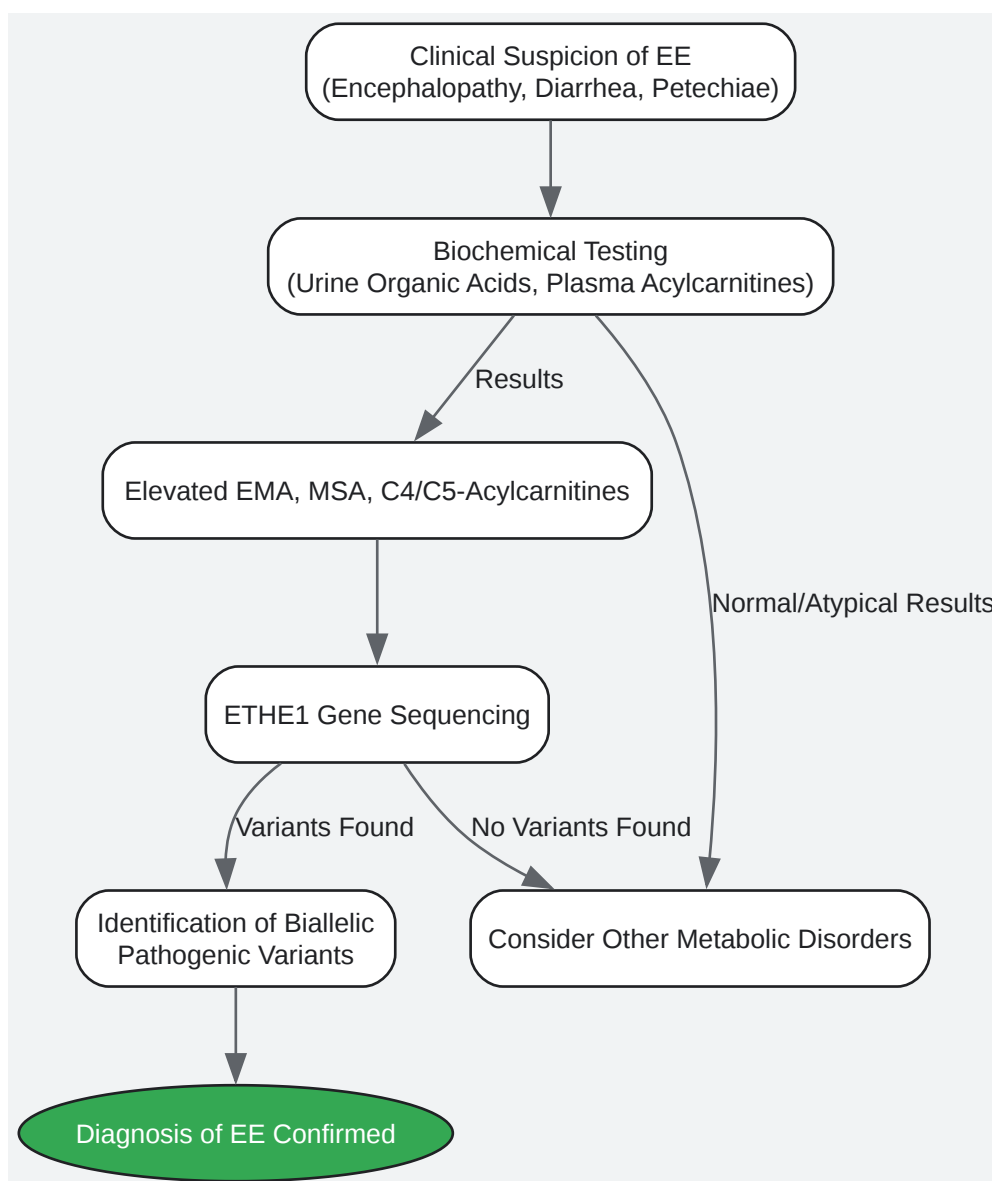 Clinical Suspicion of EE
(Encephalopathy, Diarrhea, Petechiae)
Biochemical Testing
(Urine Organic Acids, Plasma Acylcarnitines)
Results
Elevated EMA, MSA, C4/C5-Acylcarnitines
Normal/Atypical Results
ETHE1 Gene Sequencing
Variants Found
No Variants Found
Identification of Biallelic
Pathogenic Variants
Consider Other Metabolic Disorders
Diagnosis of EE Confirmed